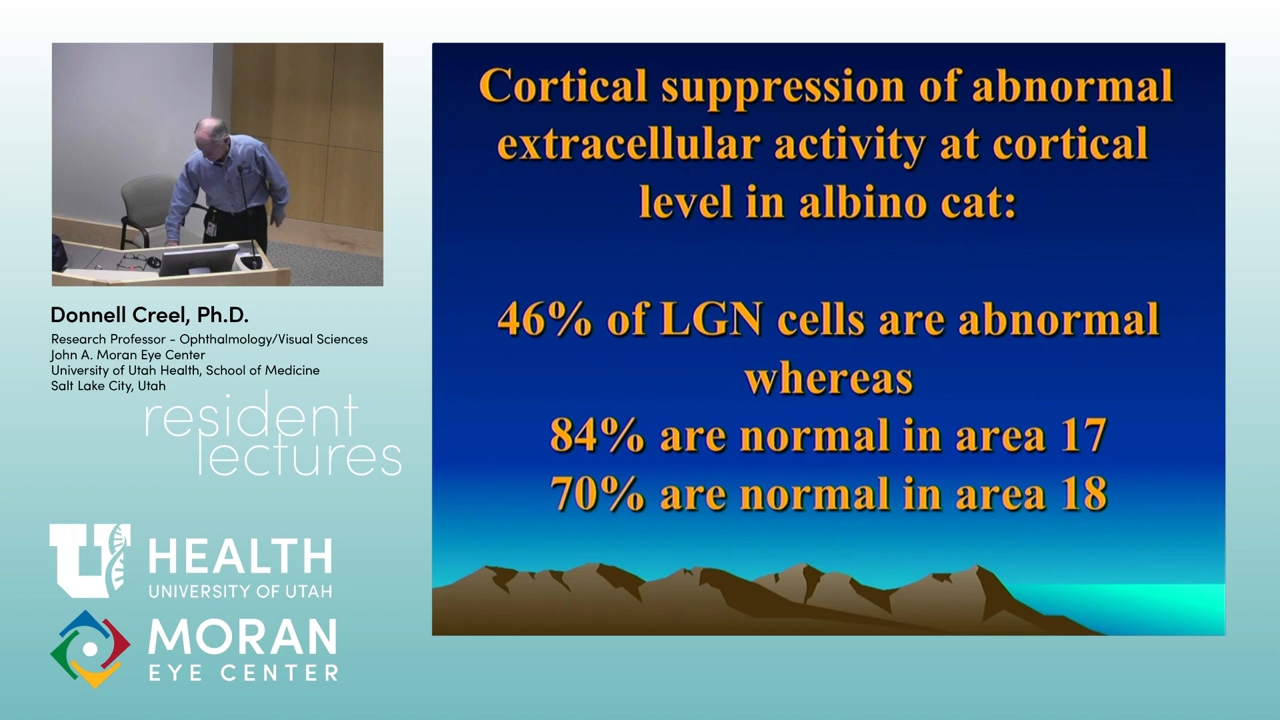 Cortical suppression of abnormal
extracellular activity at cortical
level in albino cat:
46% of LGN cells are abnormal
whereas
84% are normal in area 17
70% are normal in area 18
Donnell Creel, Ph.D.
Research Professor - Ophthalmology/Visual Sciences
John A. Moran Eye Center
University of Utah Health, School of Medicine
Salt Lake City, Utah
resident
lectures
U HEALTH
UNIVERSITY OF UTAH
MORAN
EYE CENTER